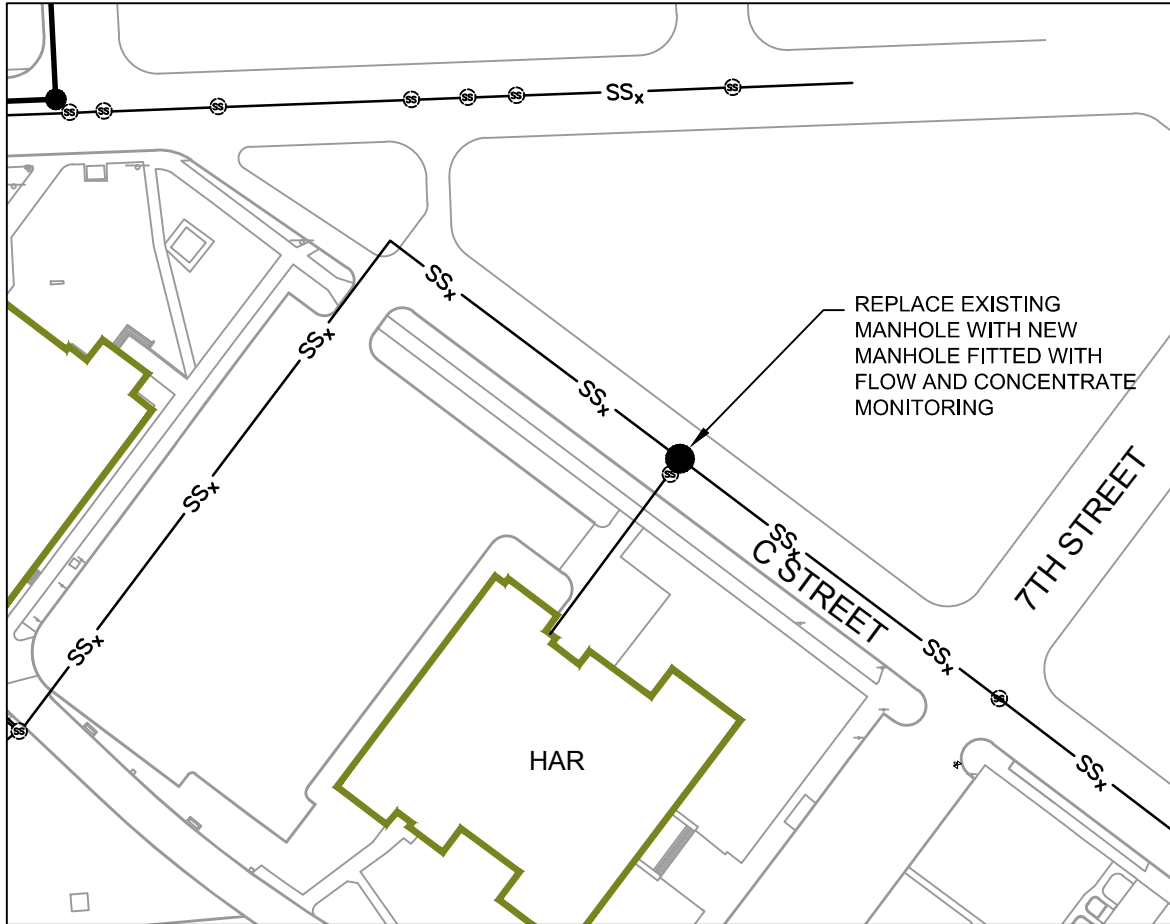 SS SS SS SS SS SSx SS
SSx
SSx
REPLACE EXISTING
MANHOLE WITH NEW
MANHOLE FITTED WITH
FLOW AND CONCENTRATE
MONITORING
SSx
SS
SSx
SSx
C STREET
7TH STREET
SSx
SSx
SS
SS
HAR
SSx